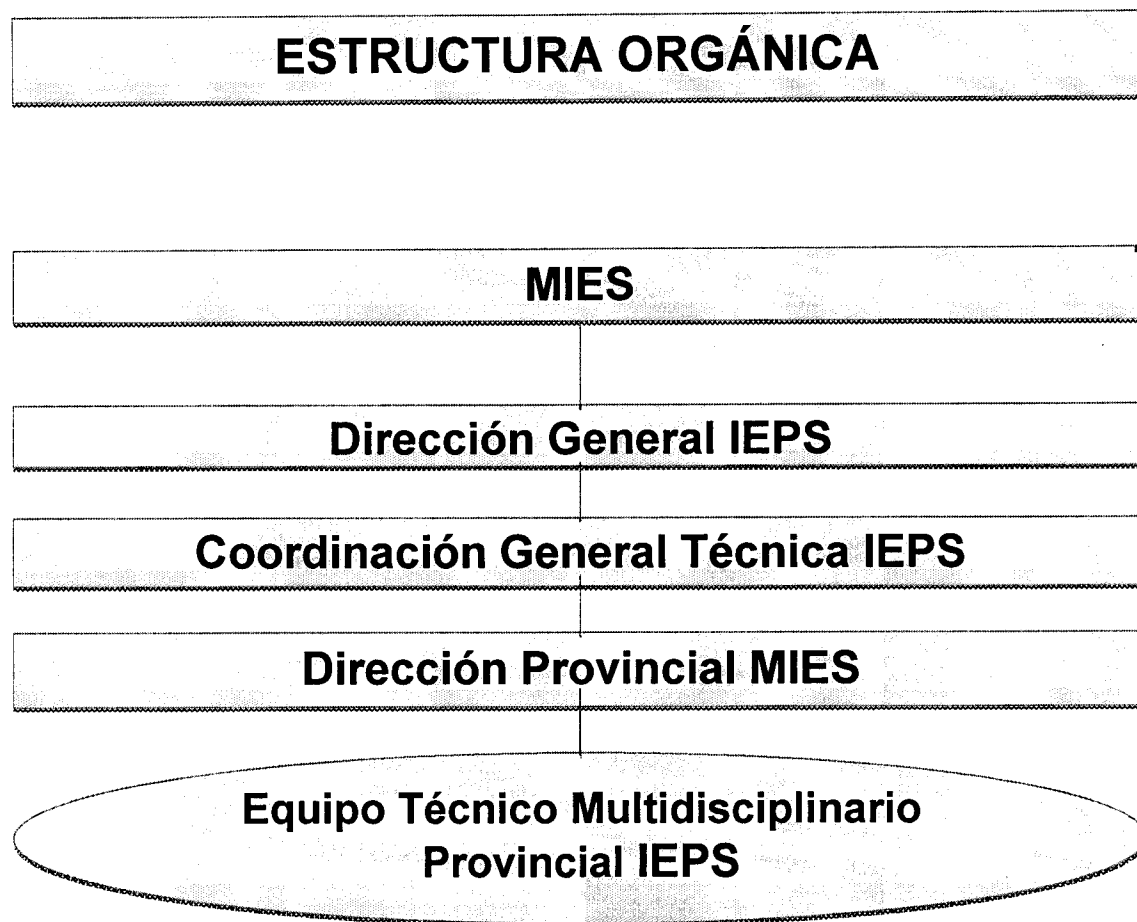 ESTRUCTURA ORGÁNICA
MIES
Dirección General IEPS
Coordinación General Técnica IEPS
Dirección Provincial MIES
Equipo Técnico Multidisciplinario
Provincial IEPS